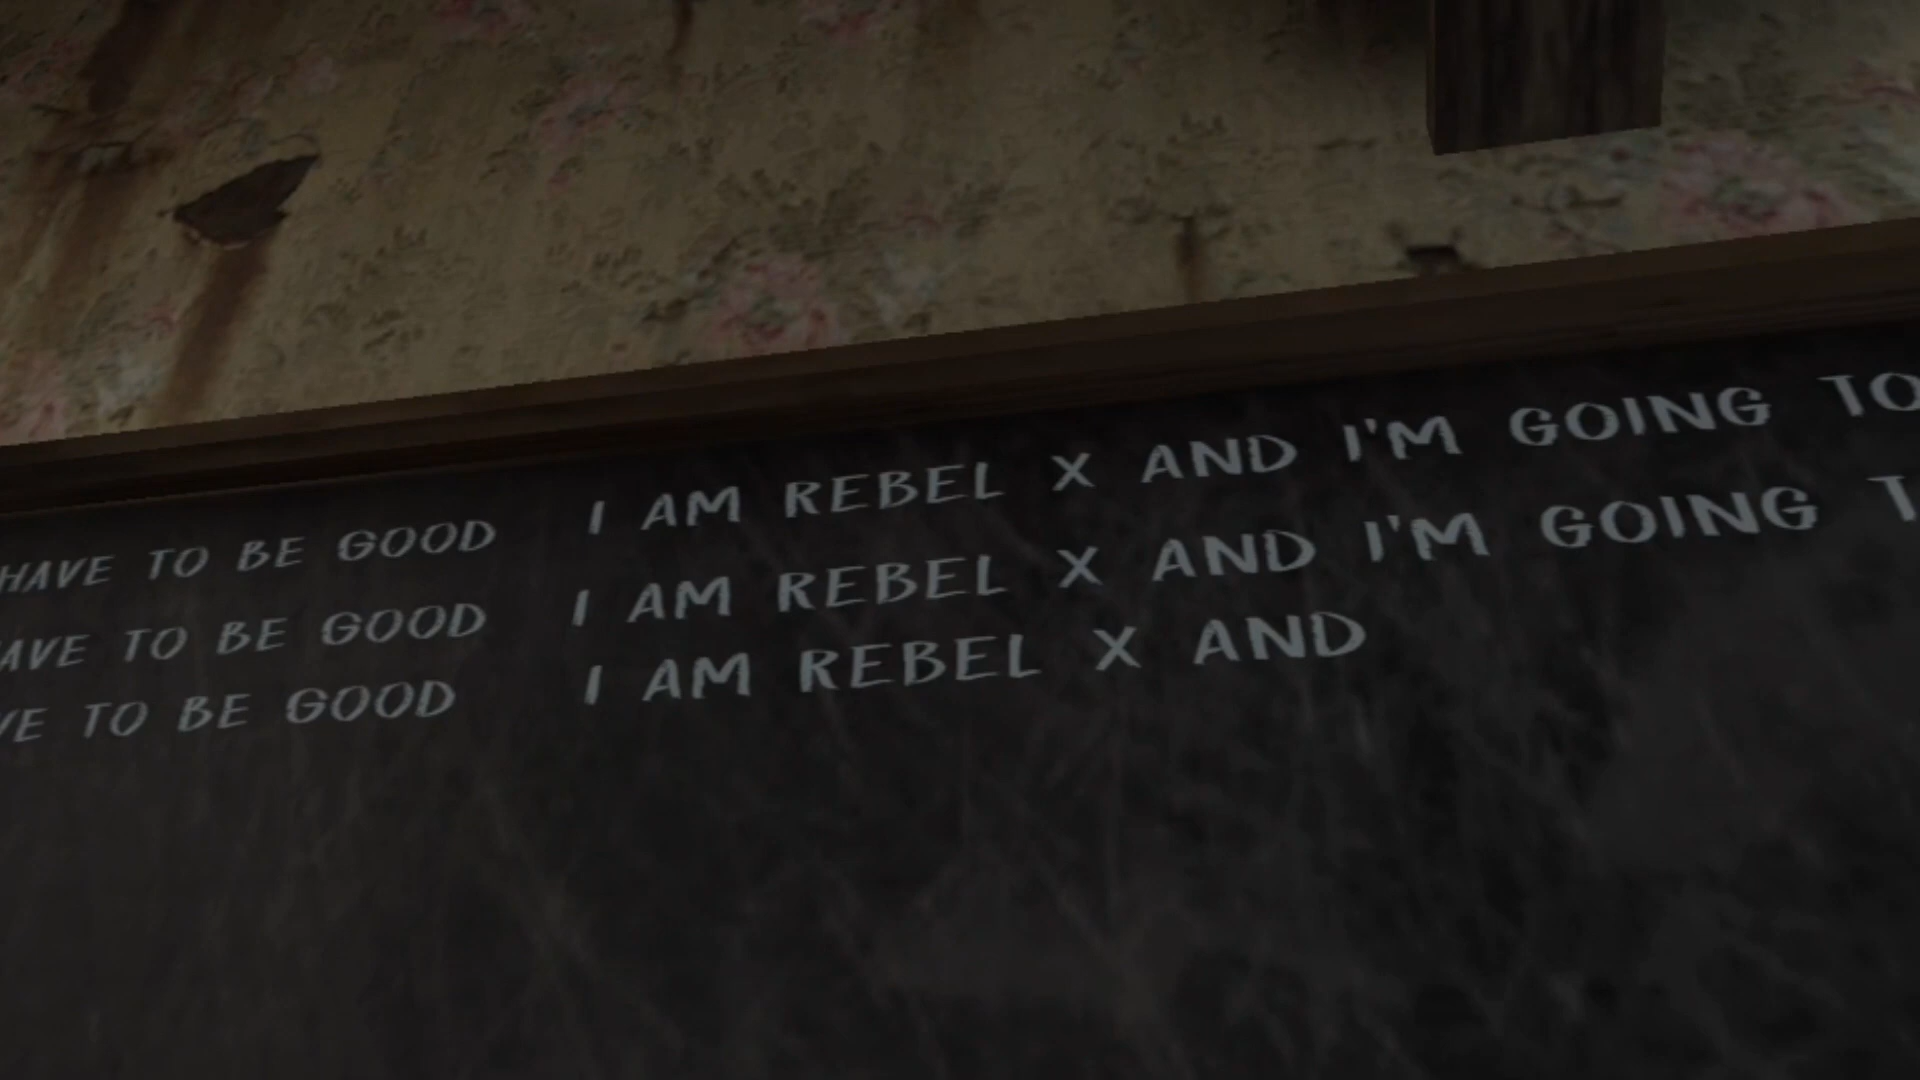 HAVE TO BE GOOD I AM REBEL X AND I'M GOING TO
AVE TO BE GOOD I AM REBEL X AND I'M GOING T
VE TO BE GOOD I AM REBEL X AND